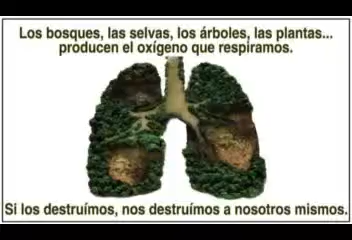 Los bosques, las selvas, los árboles, las plantas...
producen el oxígeno que respiramos.
Si los destruímos, nos destruímos a nosotros mismos.